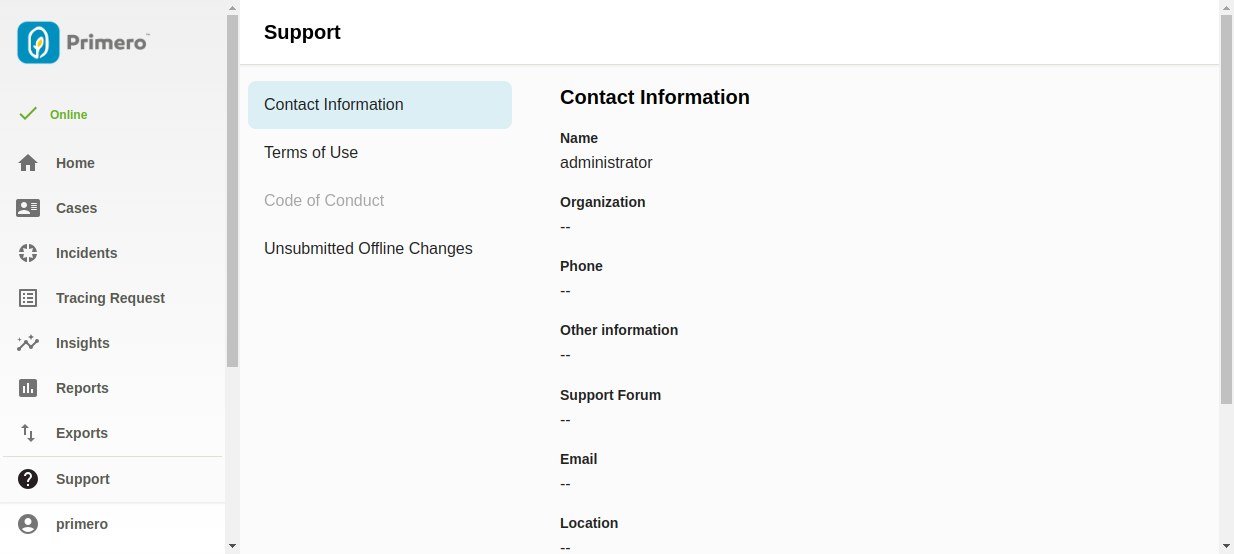 Primero™
Online
Home
Cases
Incidents
Tracing Request
Insights
Reports
Exports
Support
primero
Support
Contact Information
Terms of Use
Code of Conduct
Unsubmitted Offline Changes
Contact Information
Name
administrator
Organization
--
Phone
--
Other information
--
Support Forum
--
Email
--
Location
--